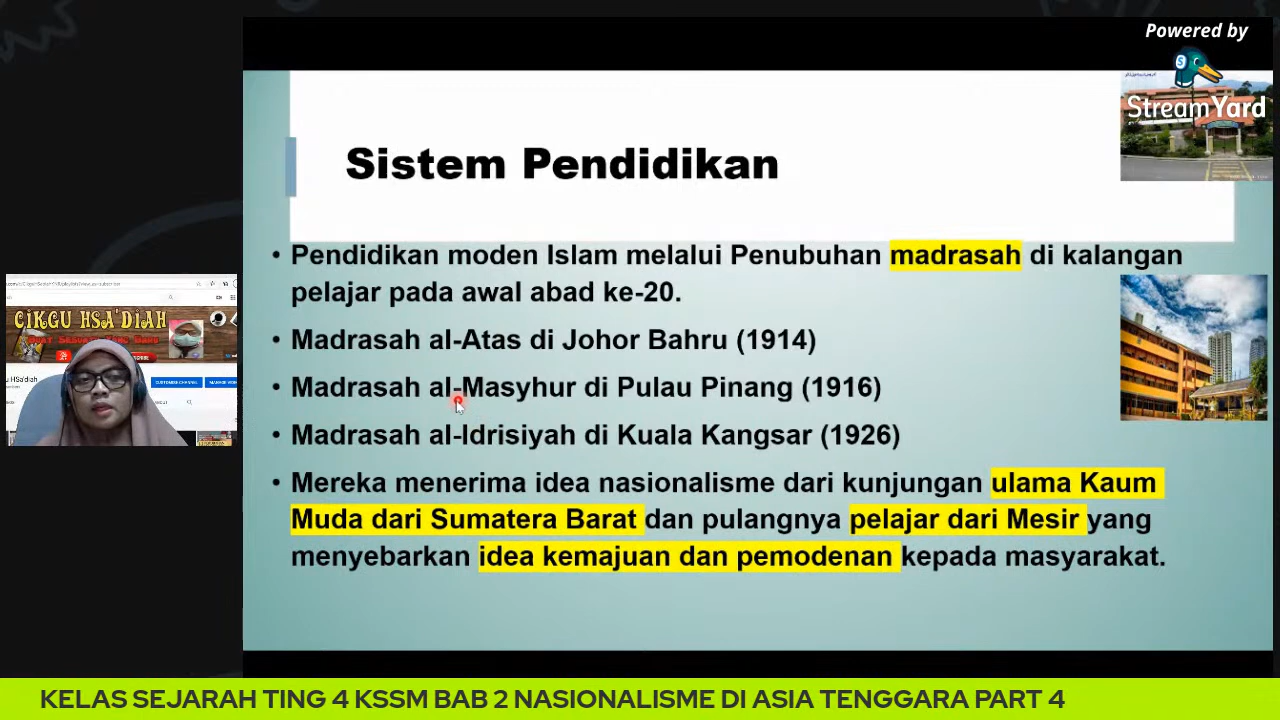 Powered by
StreamYard
Sistem Pendidikan
• Pendidikan moden Islam melalui Penubuhan madrasah di kalangan
pelajar pada awal abad ke-20.
• Madrasah al-Atas di Johor Bahru (1914)
• Madrasah al-Masyhur di Pulau Pinang (1916)
• Madrasah al-Idrisiyah di Kuala Kangsar (1926)
• Mereka menerima idea nasionalisme dari kunjungan ulama Kaum
Muda dari Sumatera Barat dan pulangnya pelajar dari Mesir yang
menyebarkan idea kemajuan dan pemodenan kepada masyarakat.
CIKGU HSA'DIAH
KELAS SEJARAH TING 4 KSSM BAB 2 NASIONALISME DI ASIA TENGGARA PART 4